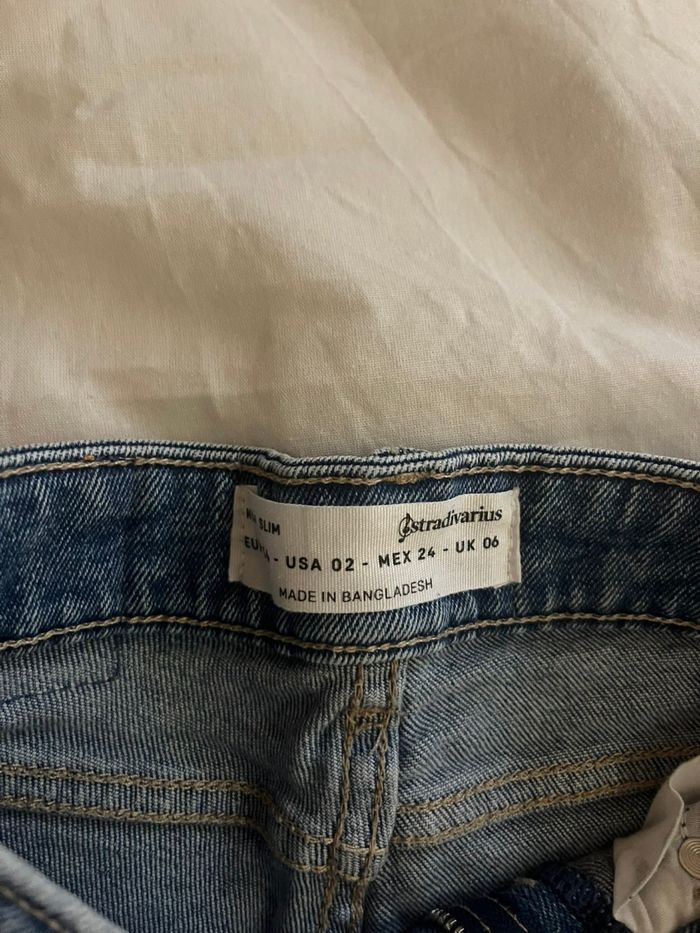 SLIM stradivarius
- USA 02 - MEX 24 - UK 06
MADE IN BANGLADESH